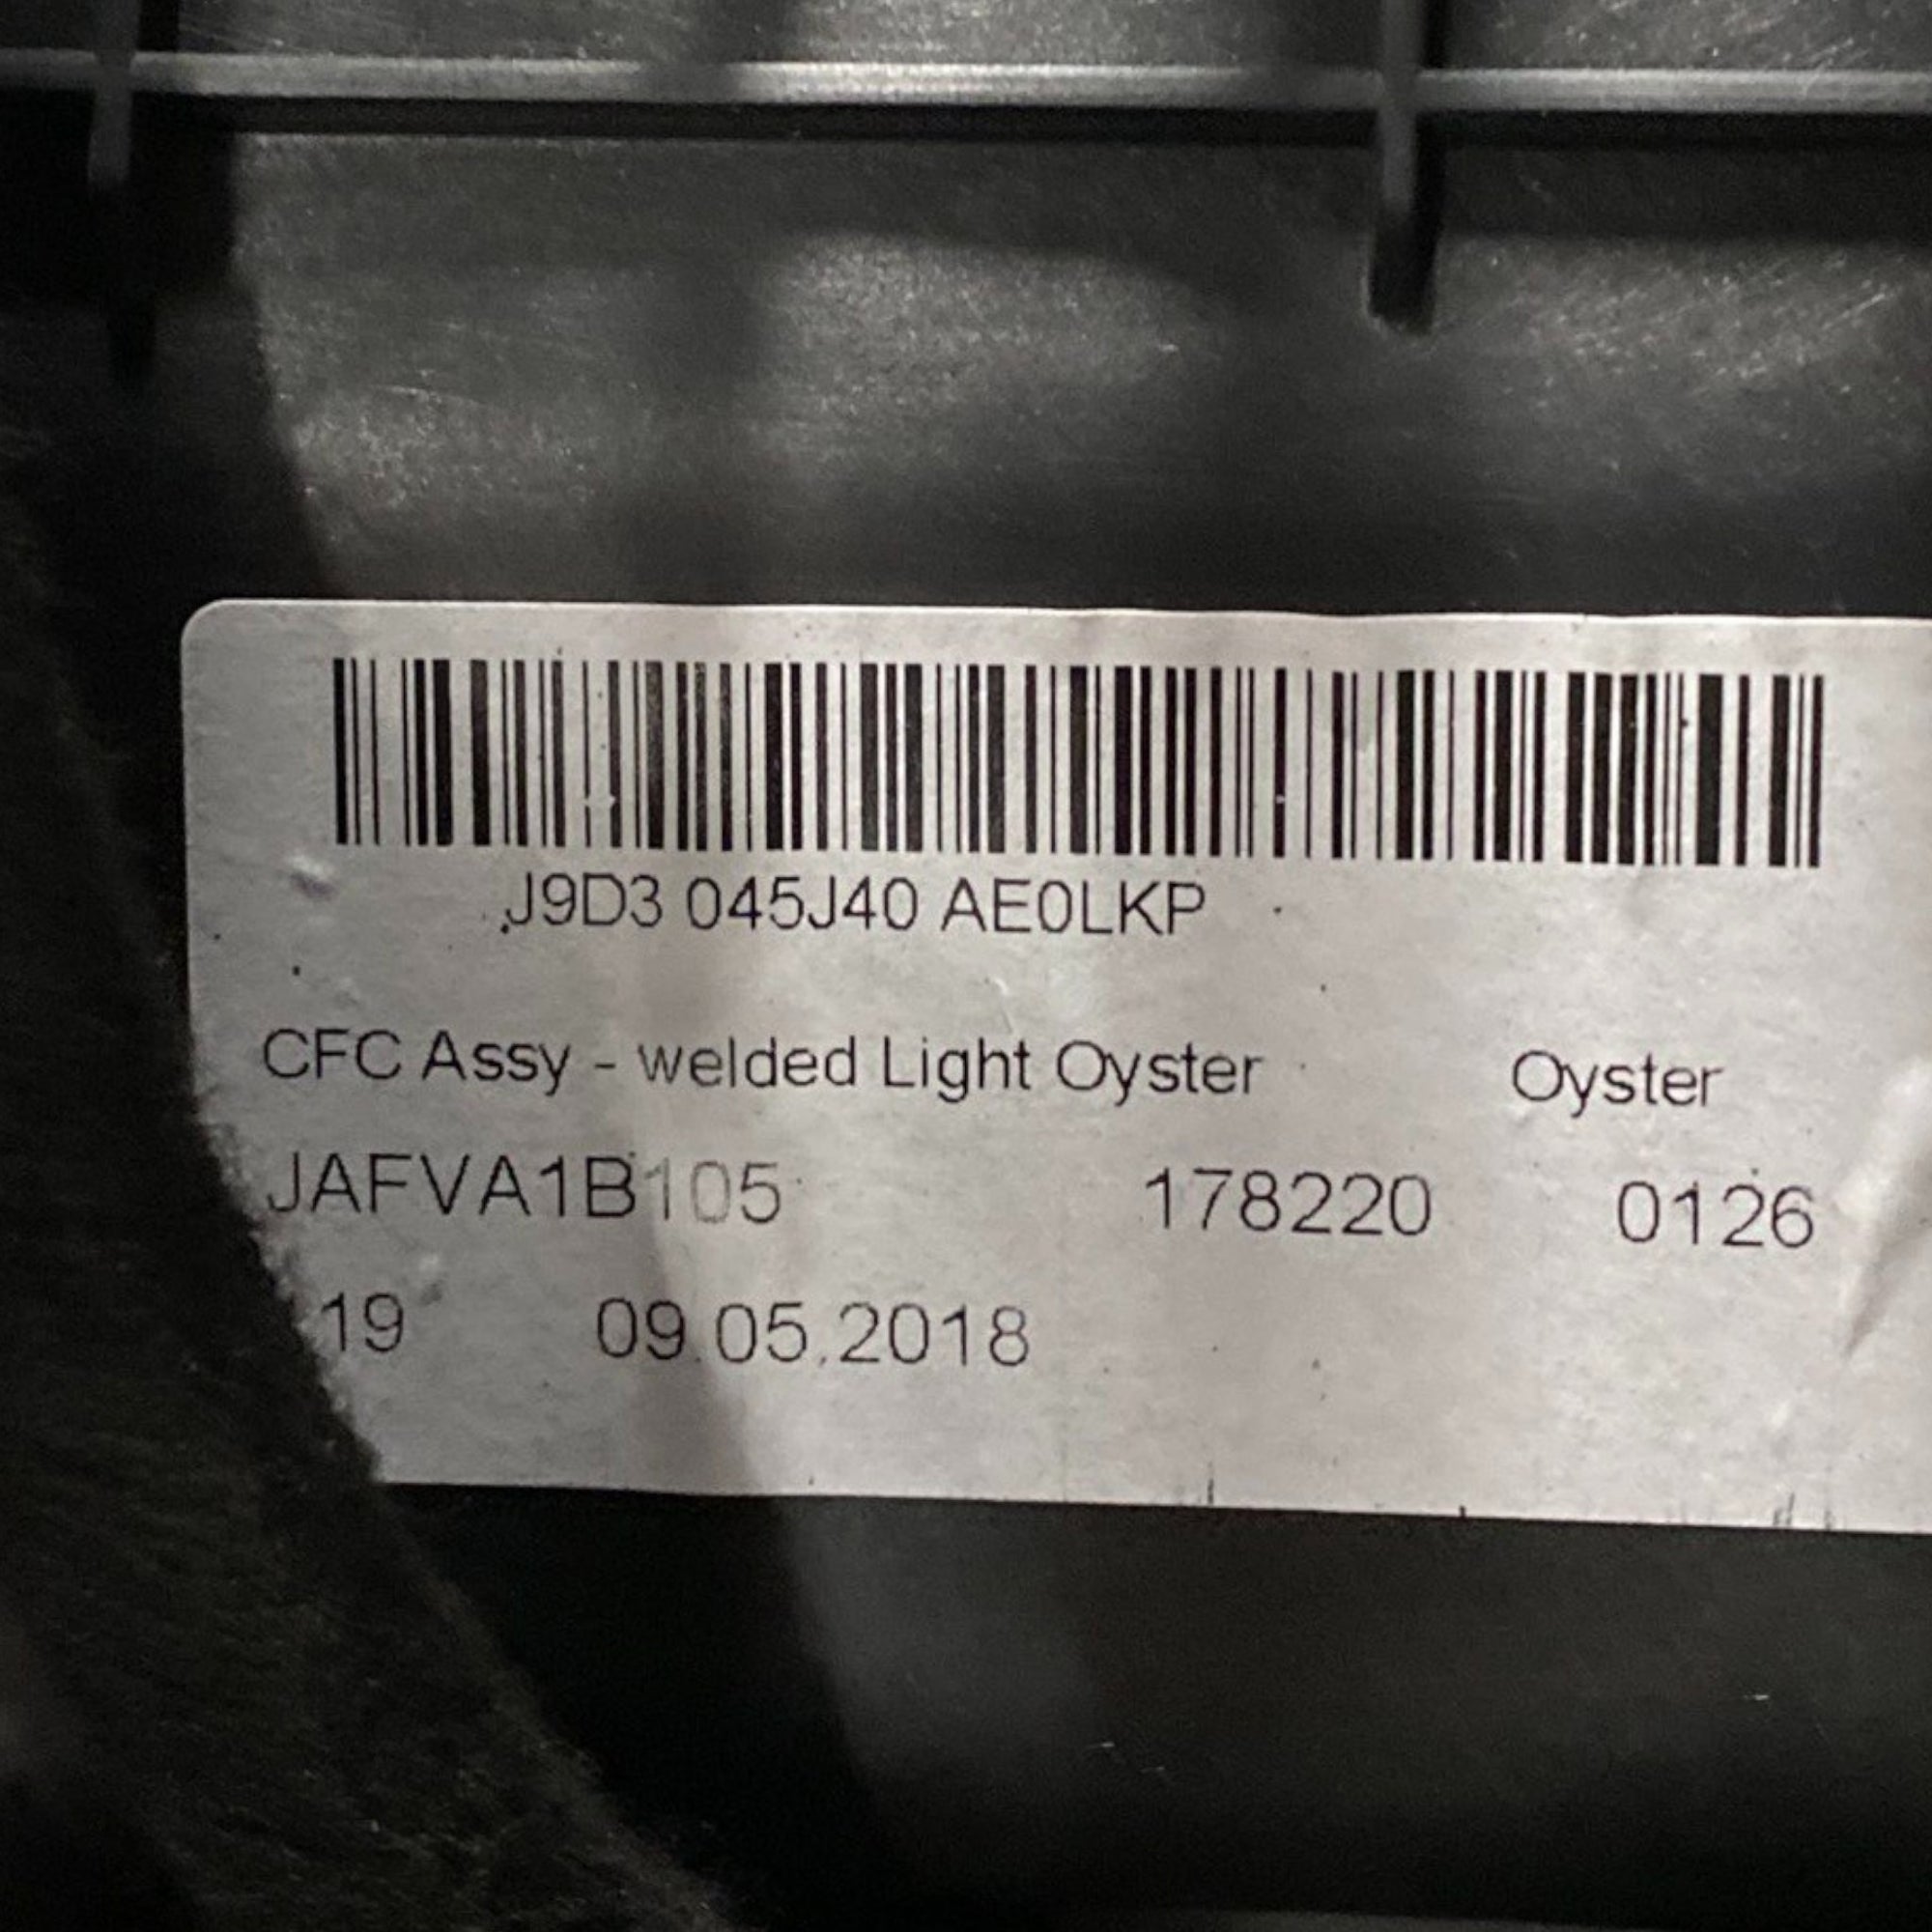 J9D3 045J40 AE0LKP
CFC Assy - welded Light Oyster Oyster
JAFVA1B105 178220 0126
19 09.05.2018